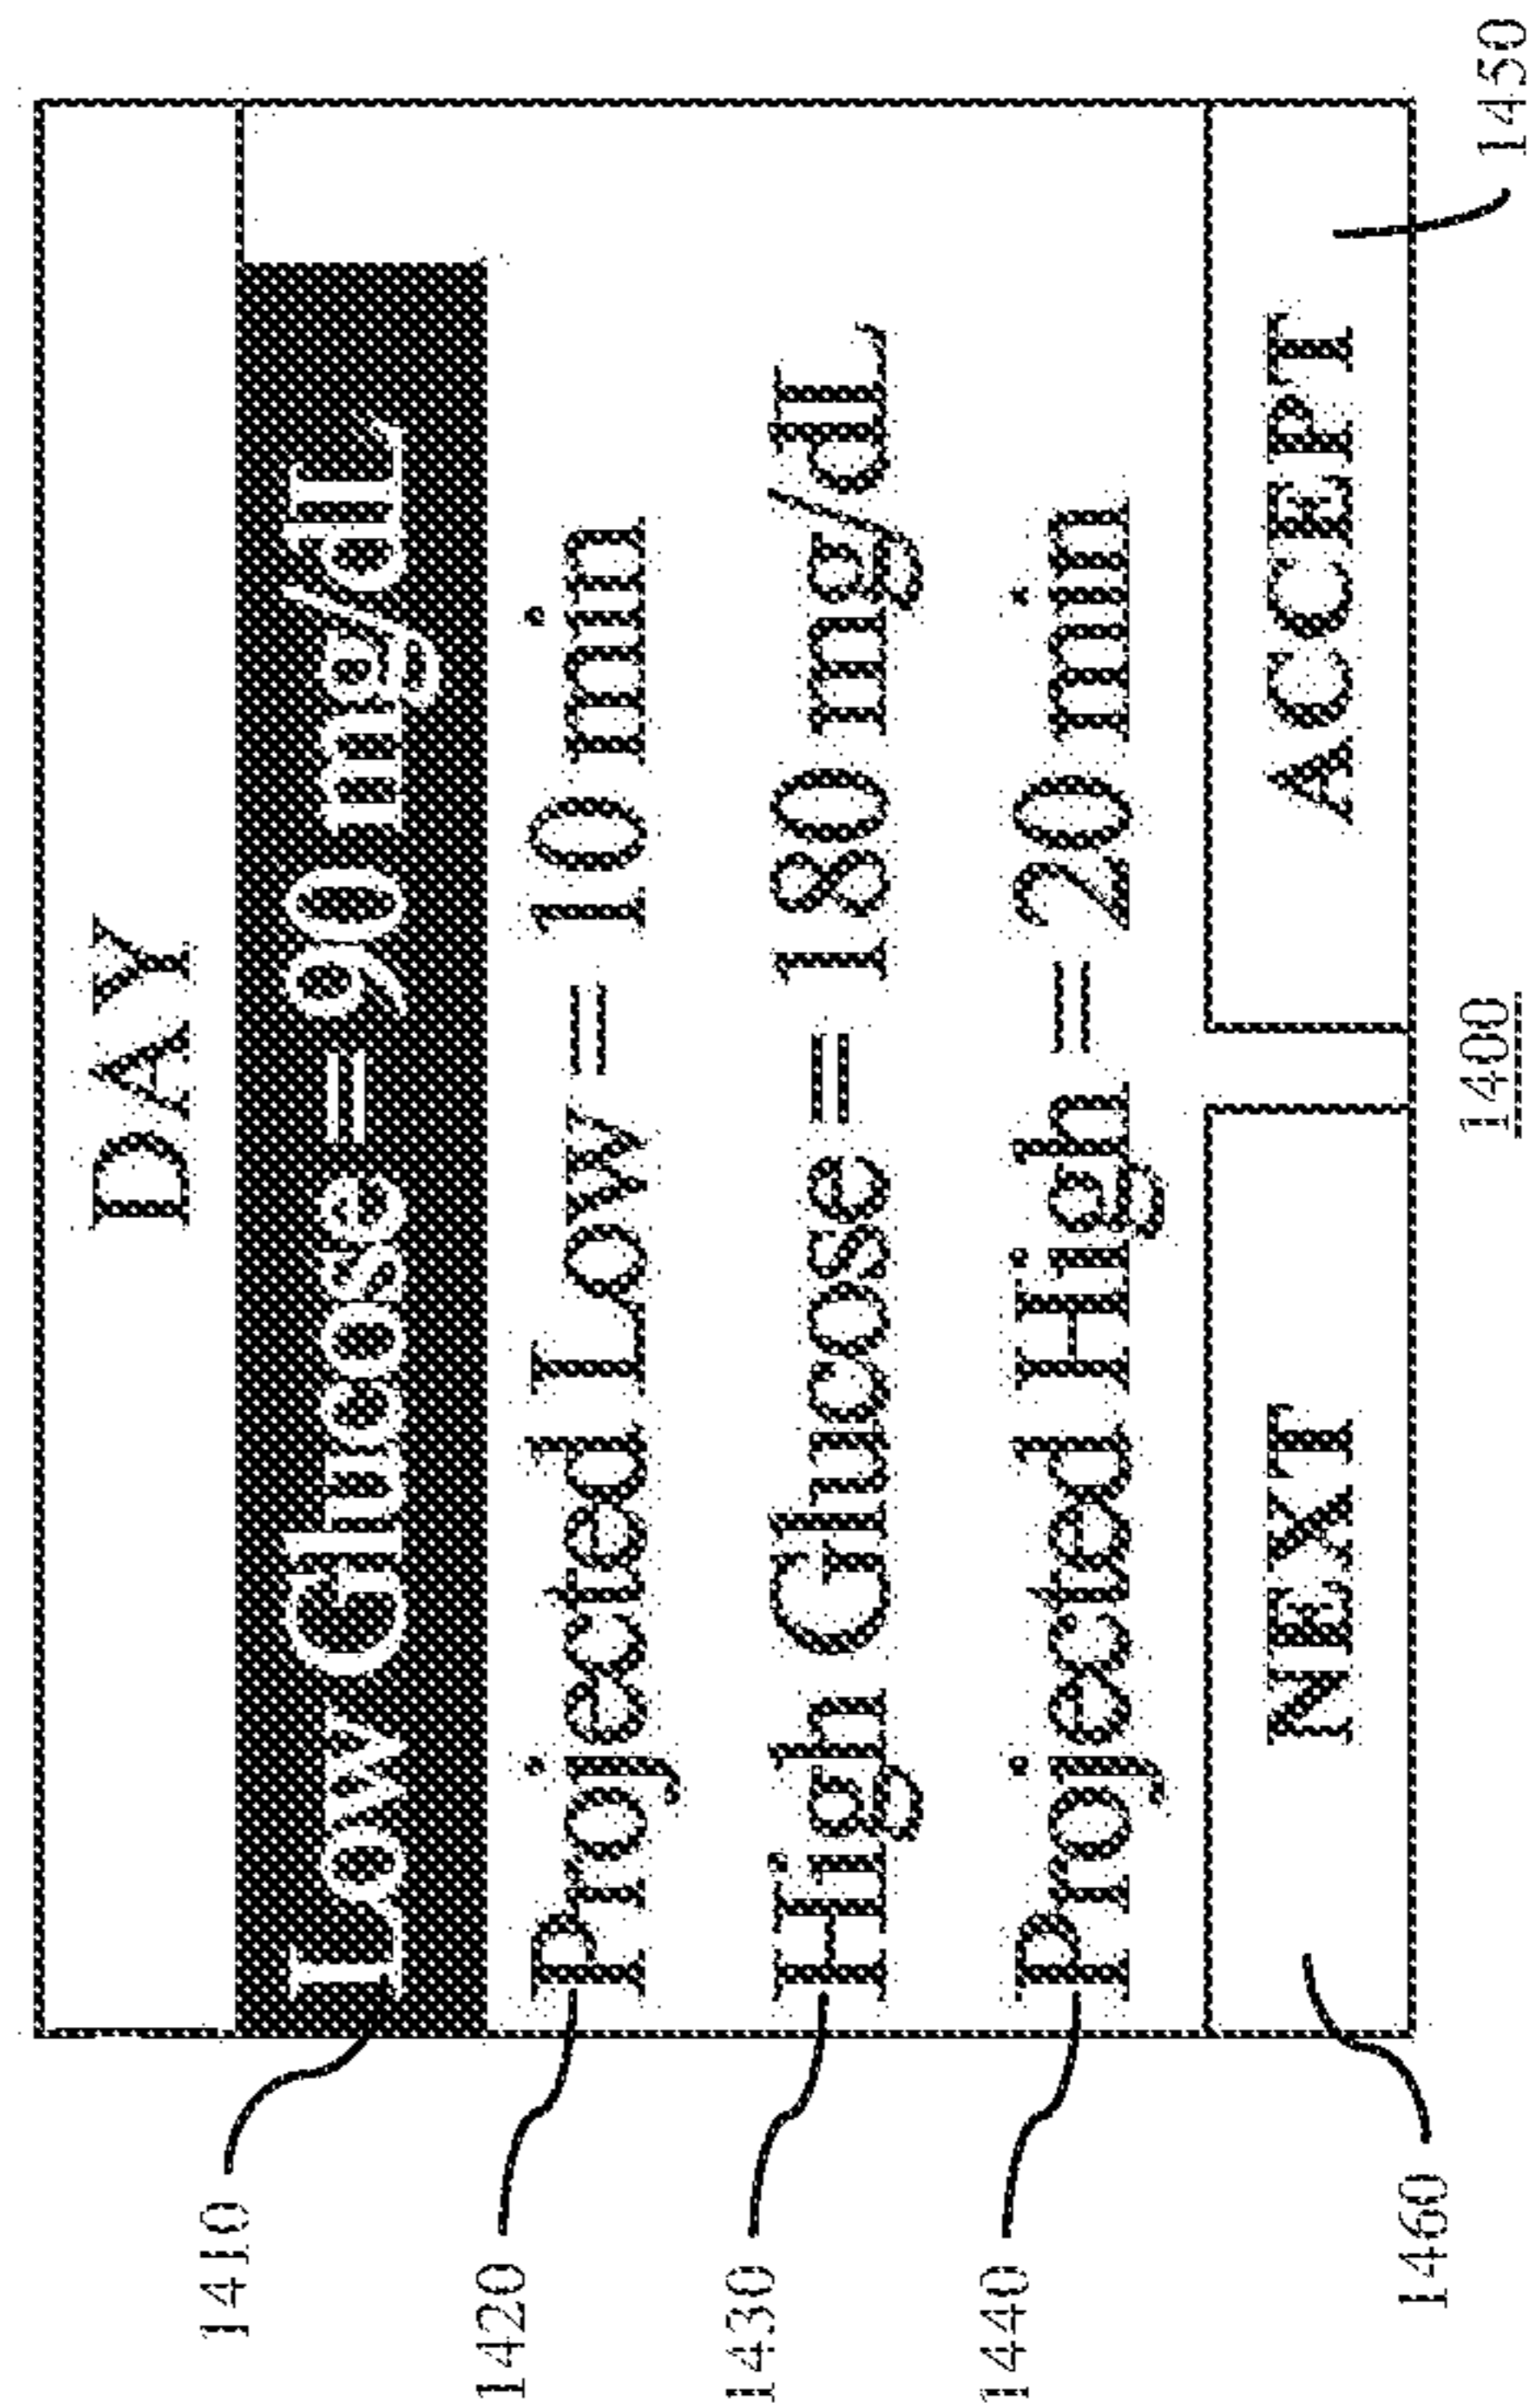 DAY
1410 Low Glucose = 90 mg/dL
1420 Projected Low = 10 min
1430 High Glucose = 180 mg/dL
1440 Projected High = 20 min
NEXT ACCEPT
1460 1400 1450